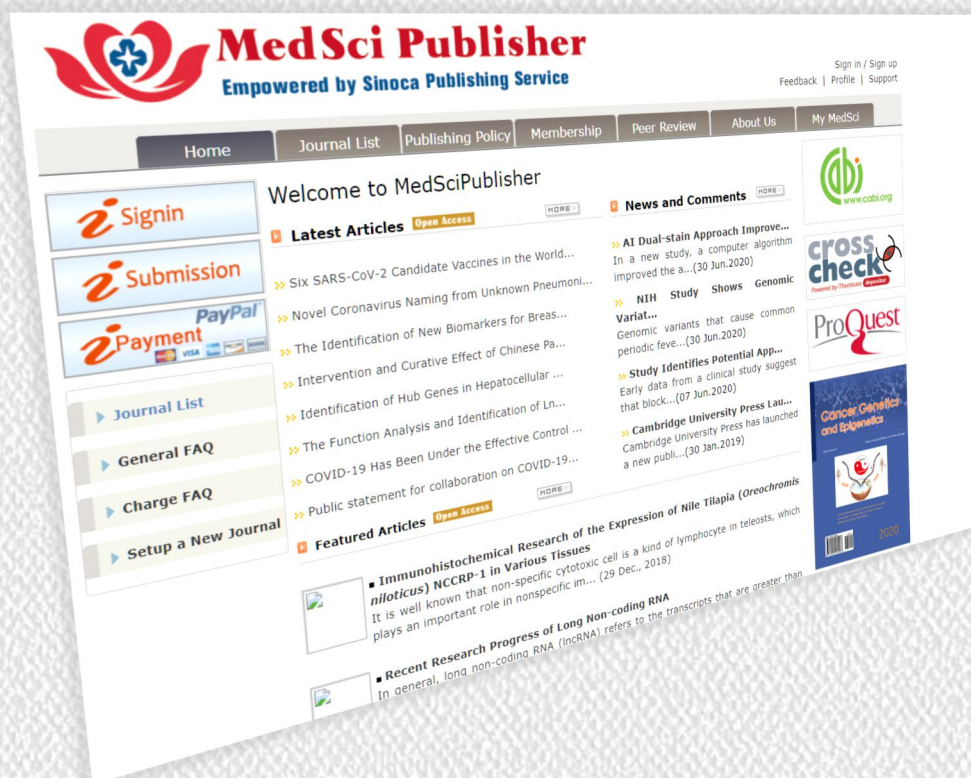 MedSci Publisher
Empowered by Sinoca Publishing Service
Sign in / Sign up
Feedback | Profile | Support
Home
Journal List
Publishing Policy
Membership
Peer Review
About Us
My MedSci
i Signin
i Submission
PayPal
i Payment
VISA
Journal List
General FAQ
Charge FAQ
Setup a New Journal
Welcome to MedSciPublisher
Latest Articles Open Access MORE
Six SARS-CoV-2 Candidate Vaccines in the World...
Novel Coronavirus Naming from Unknown Pneumoni...
The Identification of New Biomarkers for Breas...
Intervention and Curative Effect of Chinese Pa...
Identification of Hub Genes in Hepatocellular ...
The Function Analysis and Identification of Ln...
COVID-19 Has Been Under the Effective Control ...
Public statement for collaboration on COVID-19...
Featured Articles Open Access MORE
Immunohistochemical Research of the Expression of Nile Tilapia (Oreochromis
niloticus) NCCRP-1 in Various Tissues
It is well known that non-specific cytotoxic cell is a kind of lymphocyte in teleosts, which
plays an important role in nonspecific im... (29 Dec., 2018)
Recent Research Progress of Long Non-coding RNA
In general, long non-coding RNA (lncRNA) refers to the transcripts that are greater than
News and Comments MORE
AI Dual-stain Approach Improve...
In a new study, a computer algorithm
improved the a...(30 Jun.2020)
NIH Study Shows Genomic
Variat...
Genomic variants that cause common
periodic feve...(30 Jun.2020)
Study Identifies Potential App...
Early data from a clinical study suggest
that block...(07 Jun.2020)
Cambridge University Press Lau...
Cambridge University Press has launched
a new publi...(30 Jan.2019)
cabi
www.cabi.org
cross
check
Powered by iThenticate depositor
ProQuest
Cancer Genetics
and Epigenetics
2020